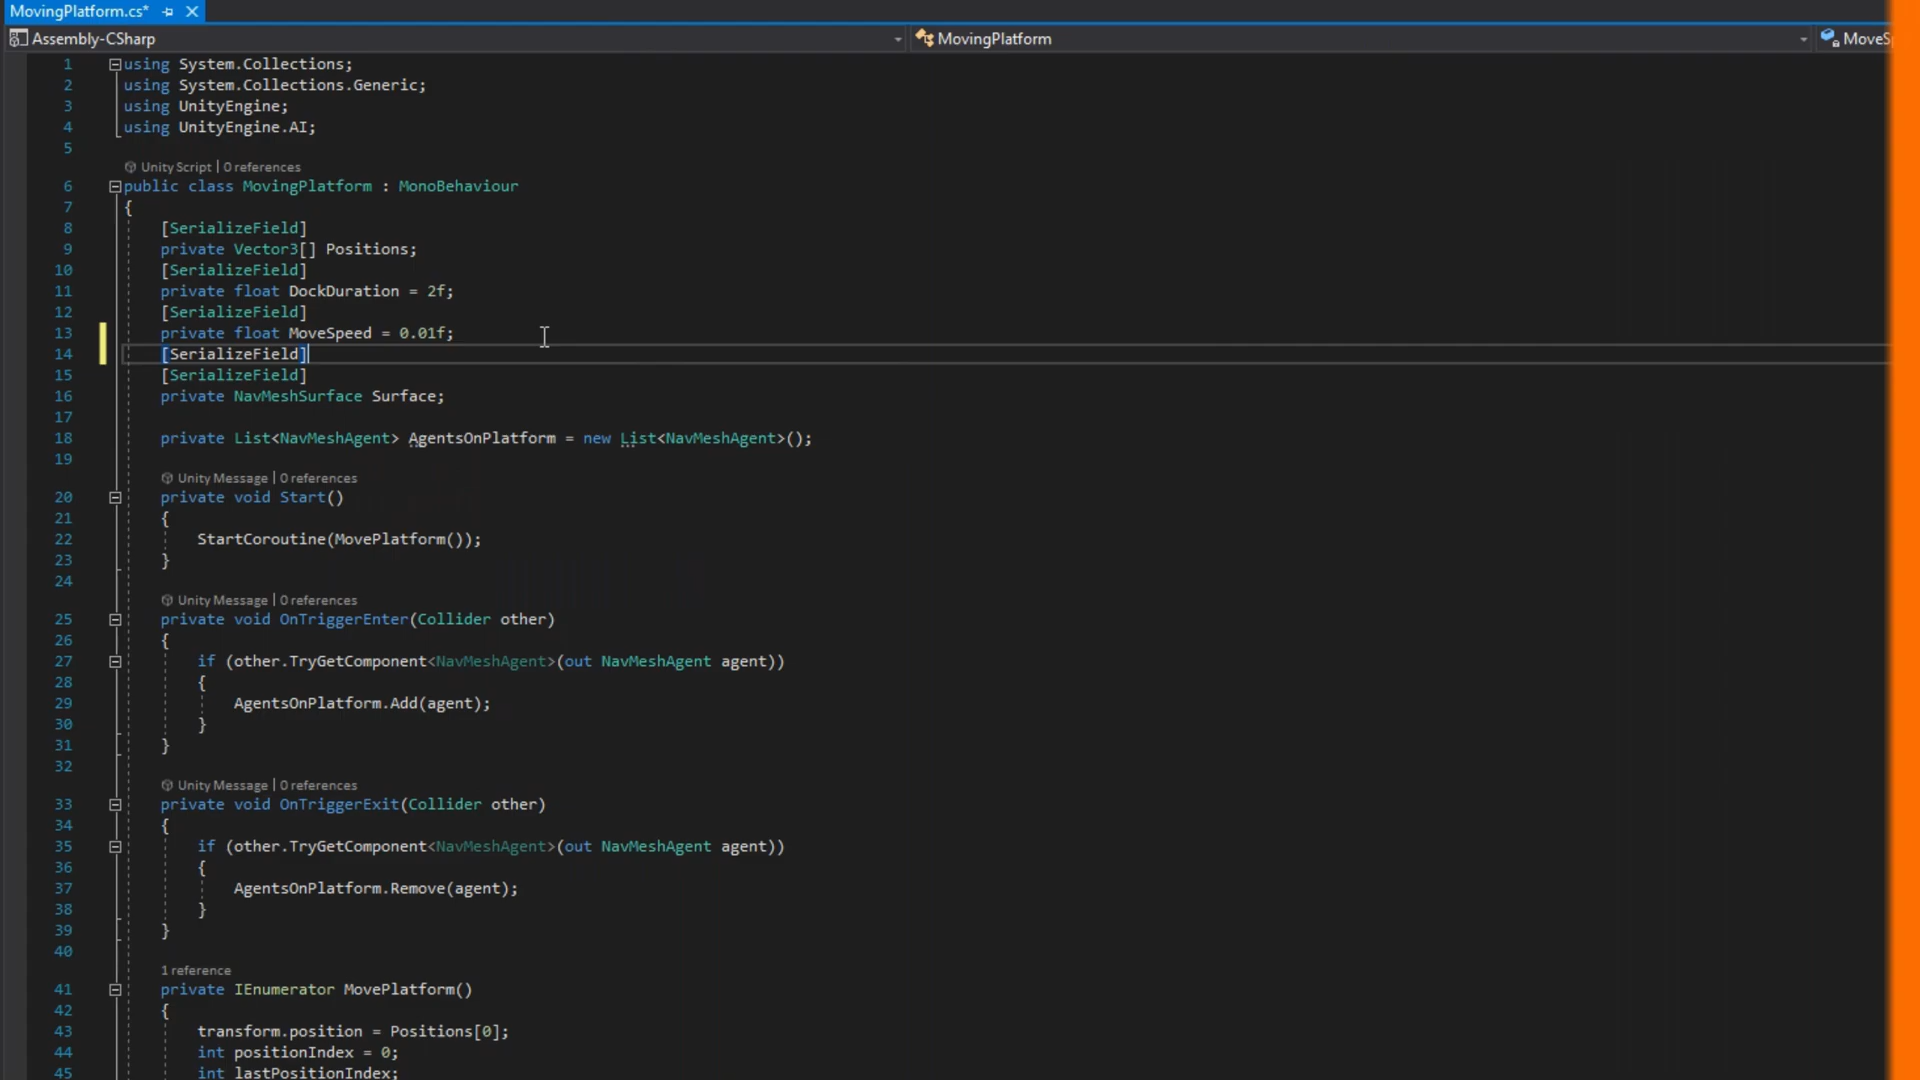 MovingPlatform.cs*
Assembly-CSharp
MovingPlatform
MoveS
1 using System.Collections;
2 using System.Collections.Generic;
3 using UnityEngine;
4 using UnityEngine.AI;
5
Unity Script | 0 references
6 public class MovingPlatform : MonoBehaviour
7 {
8 [SerializeField]
9 private Vector3[] Positions;
10 [SerializeField]
11 private float DockDuration = 2f;
12 [SerializeField]
13 private float MoveSpeed = 0.01f;
14 [SerializeField]
15 [SerializeField]
16 private NavMeshSurface Surface;
17
18 private List<NavMeshAgent> AgentsOnPlatform = new List<NavMeshAgent>();
19
Unity Message | 0 references
20 private void Start()
21 {
22 StartCoroutine(MovePlatform());
23 }
24
Unity Message | 0 references
25 private void OnTriggerEnter(Collider other)
26 {
27 if (other.TryGetComponent<NavMeshAgent>(out NavMeshAgent agent))
28 {
29 AgentsOnPlatform.Add(agent);
30 }
31 }
32
Unity Message | 0 references
33 private void OnTriggerExit(Collider other)
34 {
35 if (other.TryGetComponent<NavMeshAgent>(out NavMeshAgent agent))
36 {
37 AgentsOnPlatform.Remove(agent);
38 }
39 }
40
1 reference
41 private IEnumerator MovePlatform()
42 {
43 transform.position = Positions[0];
44 int positionIndex = 0;
45 int lastPositionIndex;